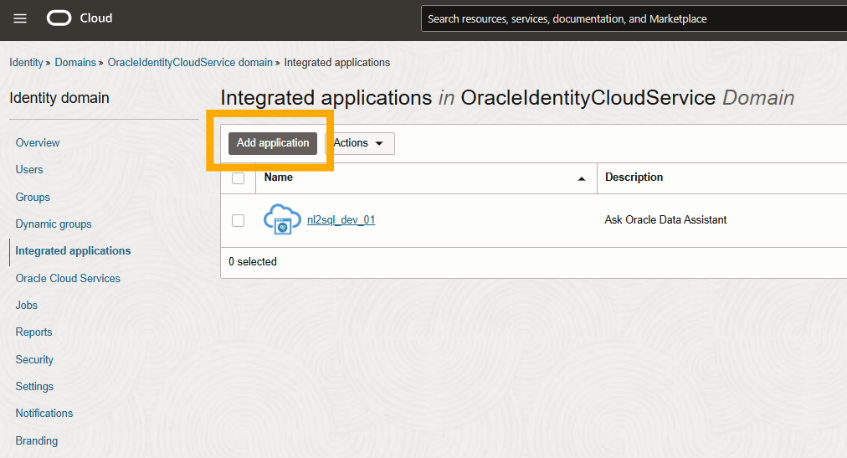 Cloud
Search resources, services, documentation, and Marketplace
Identity » Domains » OracleIdentityCloudService domain » Integrated applications
Identity domain
Overview
Users
Groups
Dynamic groups
Integrated applications
Oracle Cloud Services
Jobs
Reports
Security
Settings
Notifications
Branding
Integrated applications in OracleIdentityCloudService Domain
Add application Actions
Name Description
nl2sql_dev_01 Ask Oracle Data Assistant
0 selected